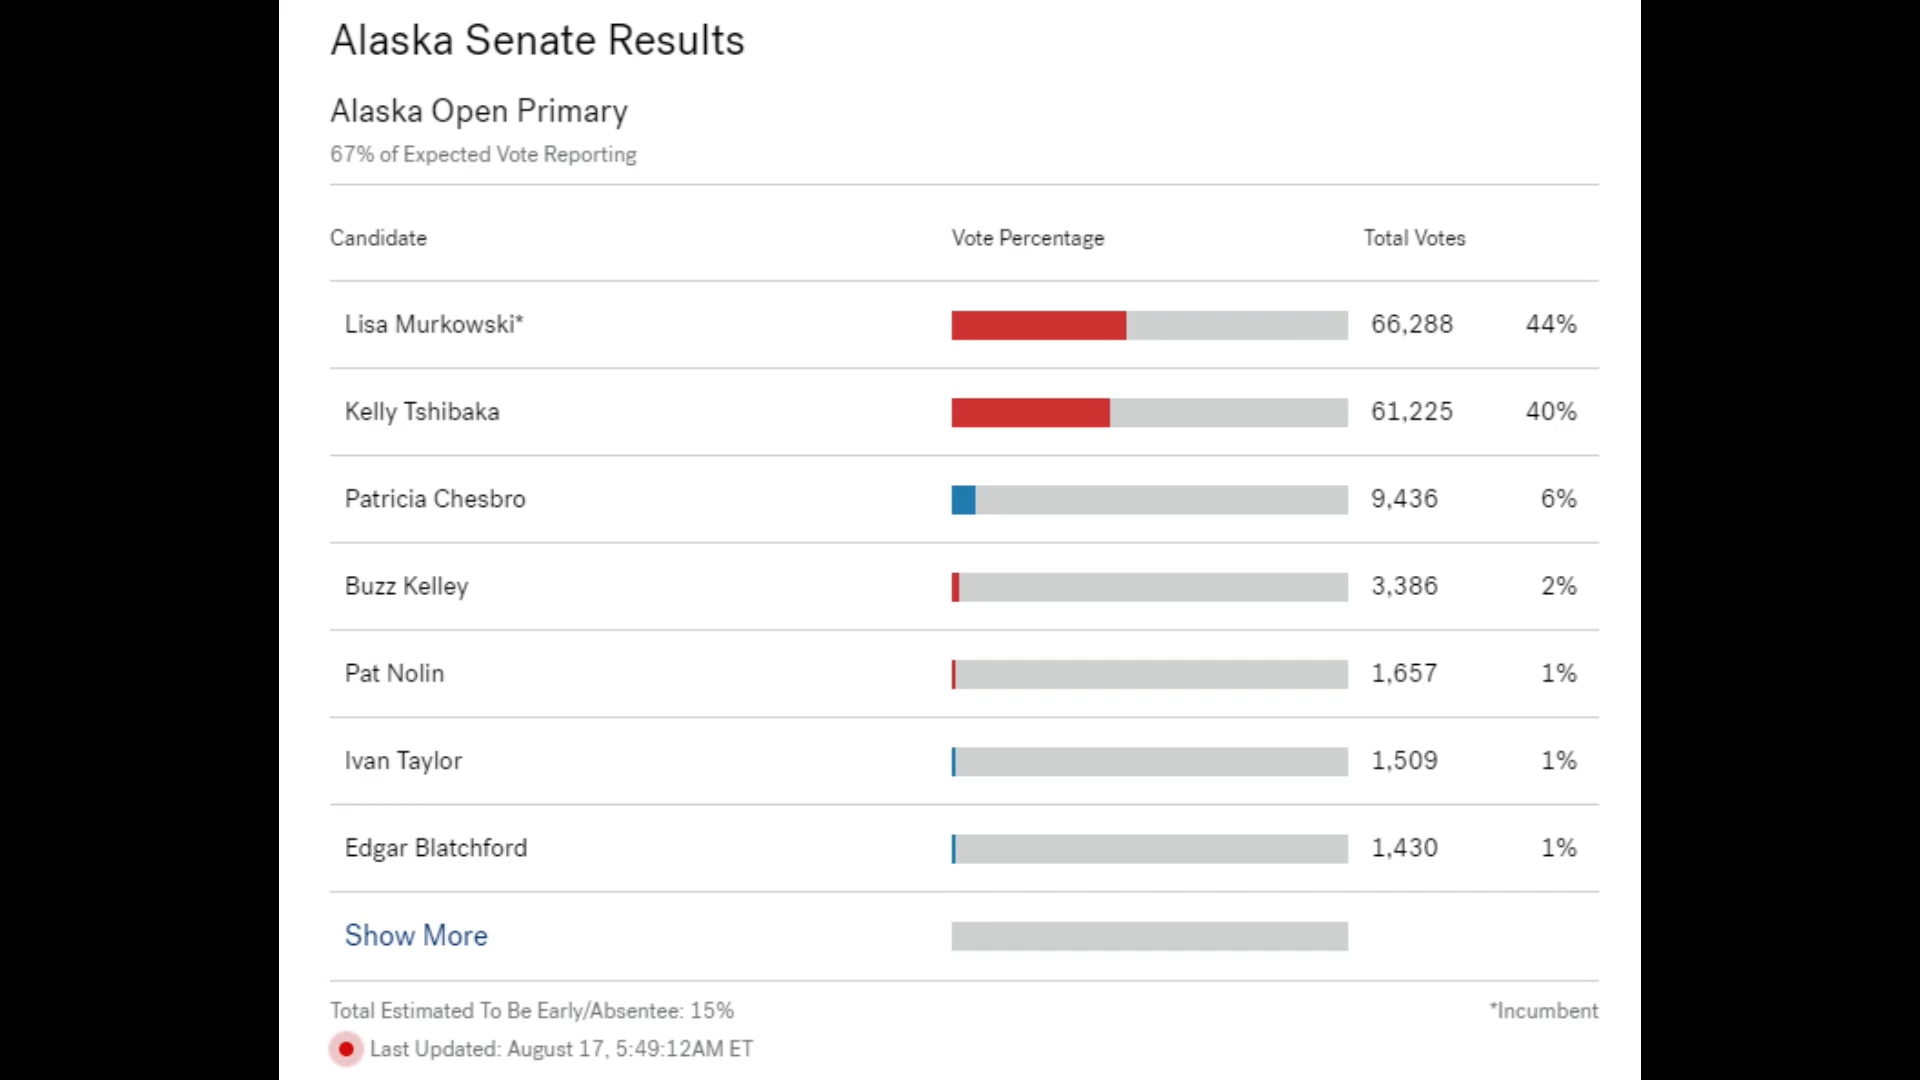 Alaska Senate Results
Alaska Open Primary
67% of Expected Vote Reporting
Candidate Vote Percentage Total Votes
Lisa Murkowski* 66,288 44%
Kelly Tshibaka 61,225 40%
Patricia Chesbro 9,436 6%
Buzz Kelley 3,386 2%
Pat Nolin 1,657 1%
Ivan Taylor 1,509 1%
Edgar Blatchford 1,430 1%
Show More
Total Estimated To Be Early/Absentee: 15% *Incumbent
Last Updated: August 17, 5:49:12AM ET